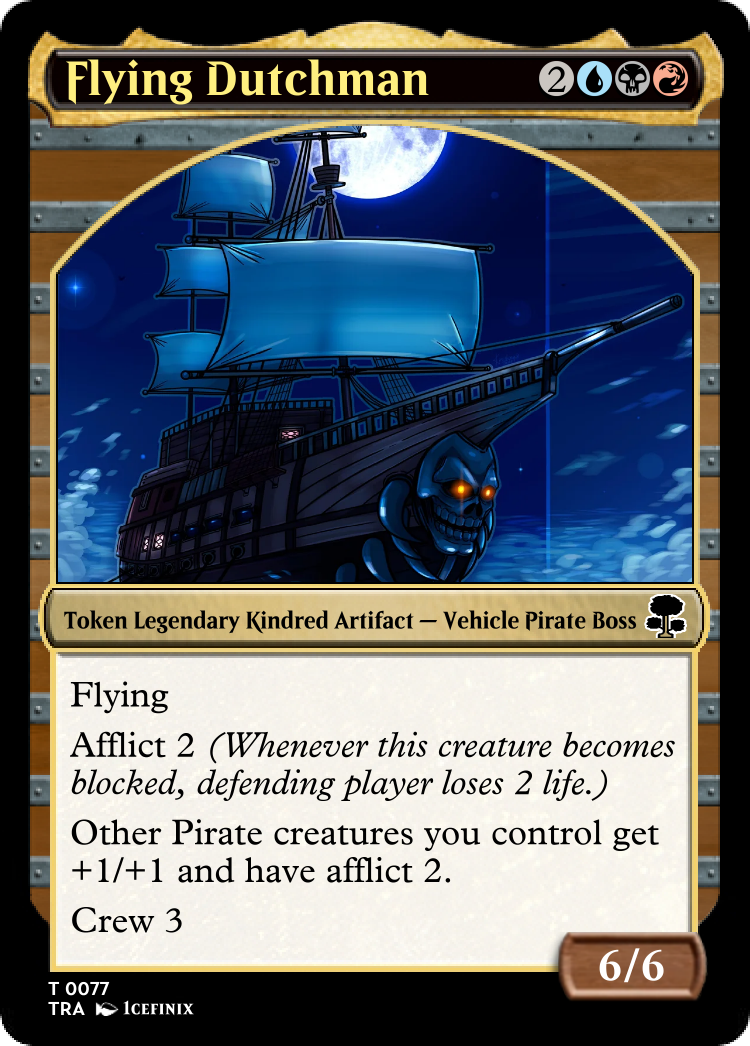 Flying Dutchman 2
Token Legendary Kindred Artifact — Vehicle Pirate Boss
Flying
Afflict 2 (Whenever this creature becomes
blocked, defending player loses 2 life.)
Other Pirate creatures you control get
+1/+1 and have afflict 2.
Crew 3
6/6
T 0077
TRA Icefinix